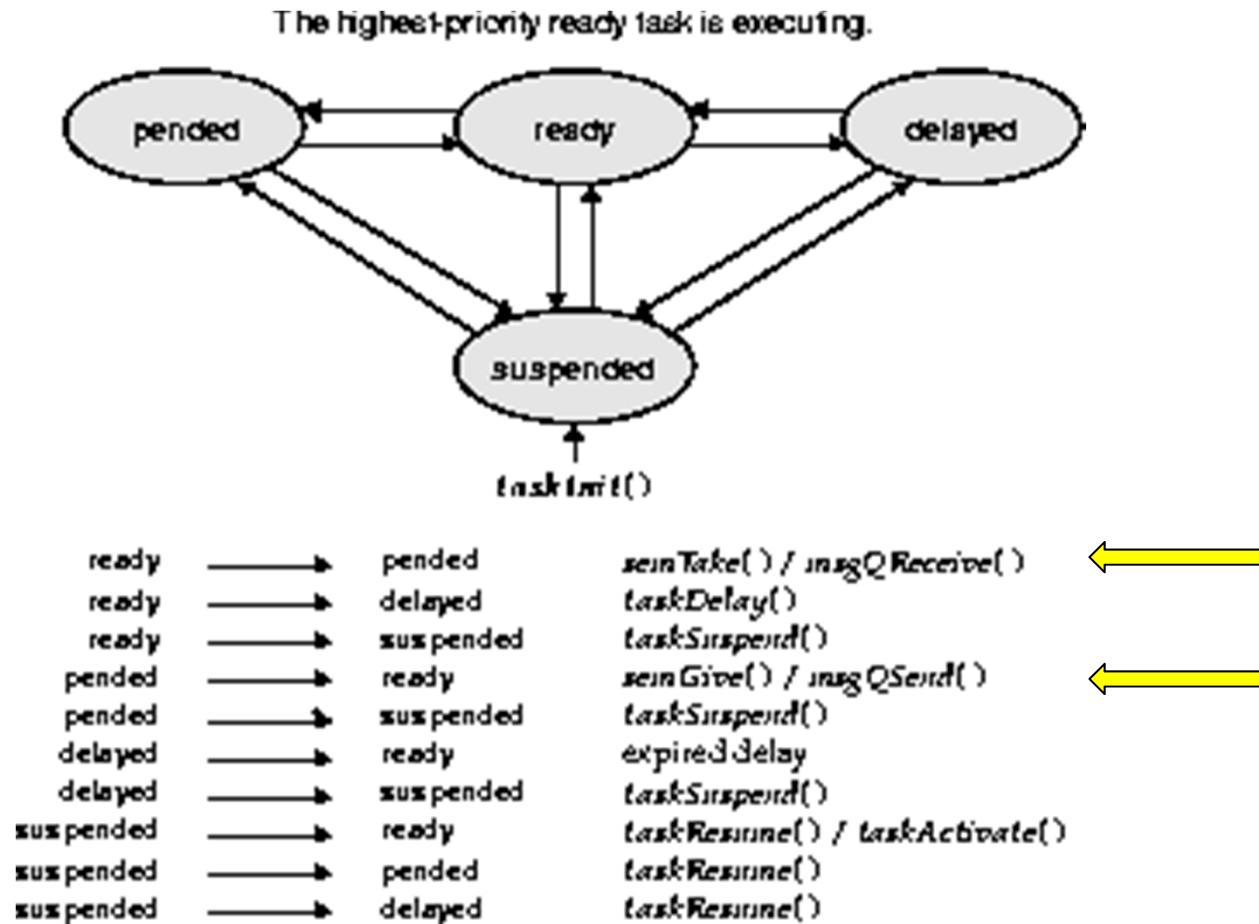 The highest-priority ready task is executing.
pended ready delayed
suspended
taskInit()
ready pended semTake() / msgQReceive()
ready delayed taskDelay()
ready suspended taskSuspend()
pended ready semGive() / msgQSend()
pended suspended taskSuspend()
delayed ready expired delay
delayed suspended taskSuspend()
suspended ready taskResume() / taskActivate()
suspended pended taskResume()
suspended delayed taskResume()